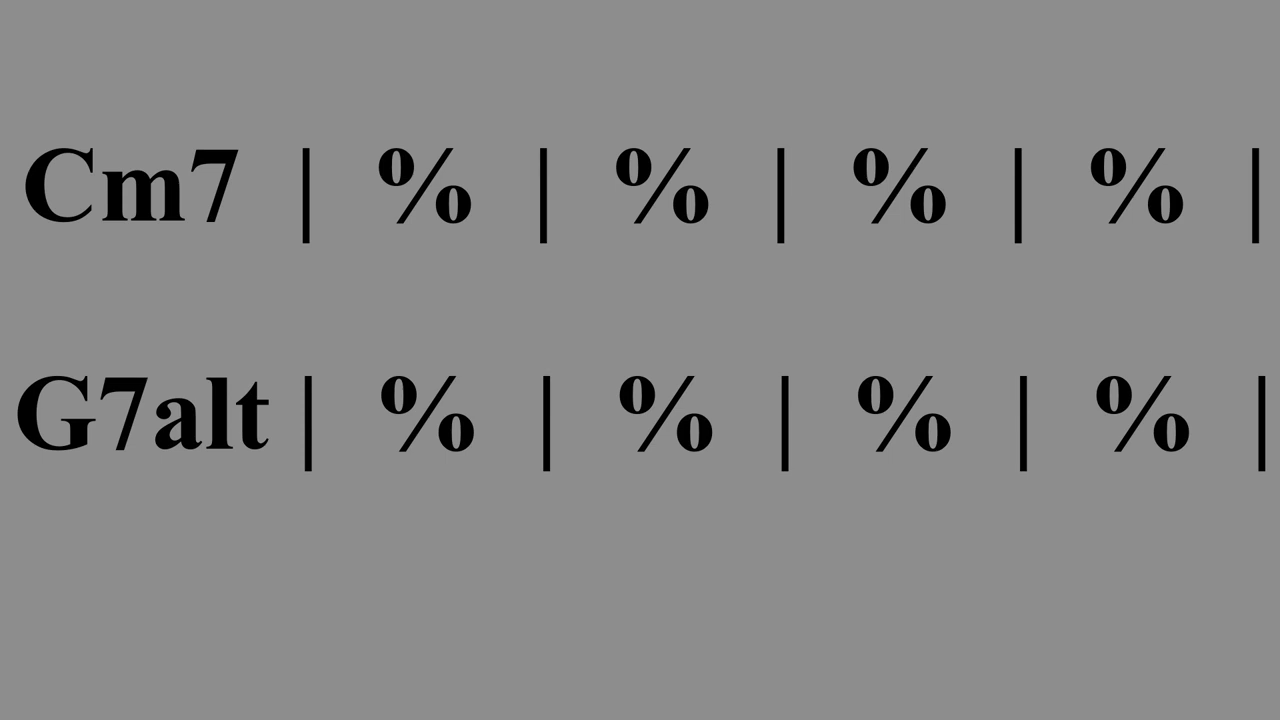 Cm7 | % | % | % | % |
G7alt | % | % | % | % |